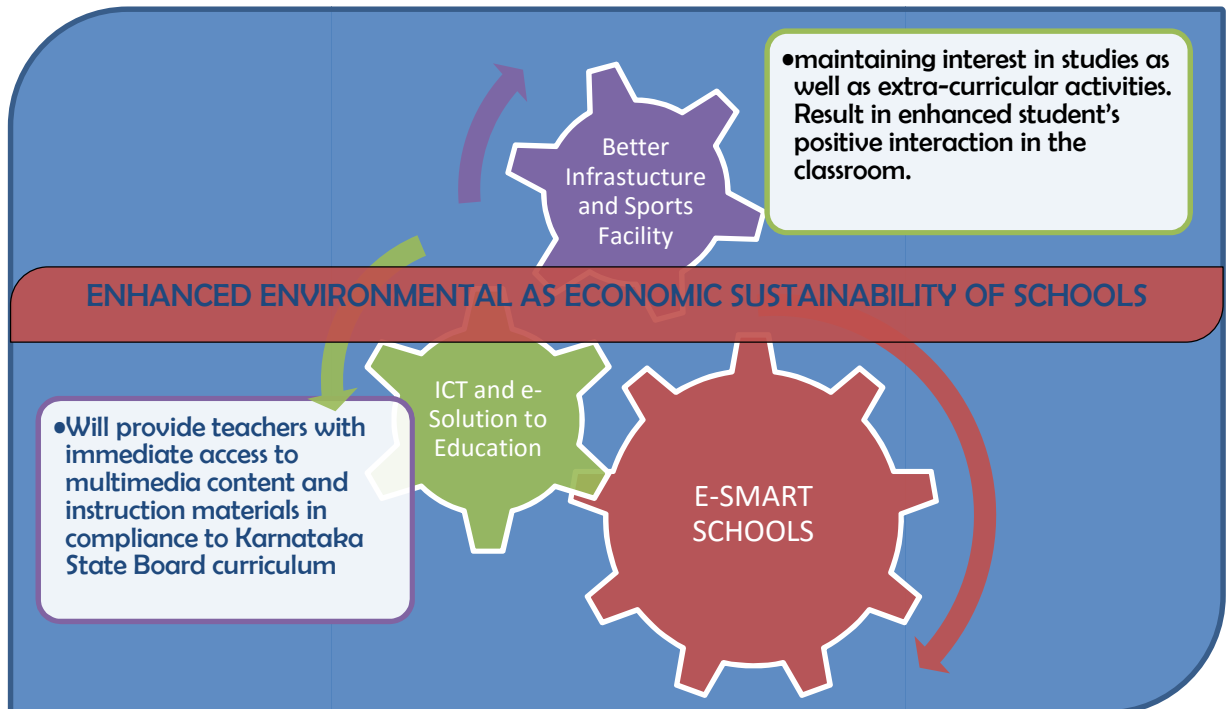 •maintaining interest in studies as
well as extra-curricular activities.
Result in enhanced student's
positive interaction in the
classroom.
Better
Infrastucture
and Sports
Facility
ENHANCED ENVIRONMENTAL AS ECONOMIC SUSTAINABILITY OF SCHOOLS
ICT and e-
Solution to
Education
•Will provide teachers with
immediate access to
multimedia content and
instruction materials in
compliance to Karnataka
State Board curriculum
E-SMART
SCHOOLS